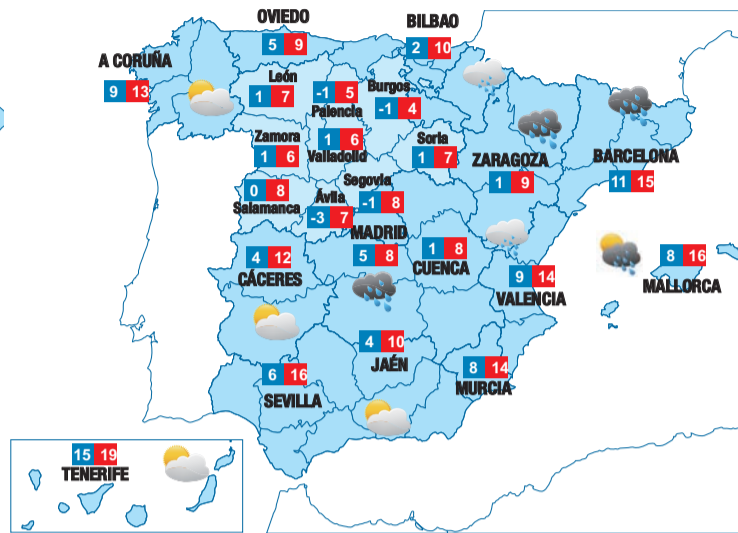 OVIEDO
5 9
BILBAO
2 10
A CORUÑA
9 13
León
1 7
-1 5
Palencia
Burgos
-1 4
Zamora
1 6
1 6
Valladolid
Soria
1 7
ZARAGOZA
1 9
BARCELONA
11 15
0 8
Salamanca
Ávila
-3 7
Segovia
-1 8
MADRID
5 8
1 8
CUENCA
4 12
CÁCERES
9 14
VALENCIA
8 16
MALLORCA
4 10
JAÉN
6 16
SEVILLA
8 14
MURCIA
15 19
TENERIFE